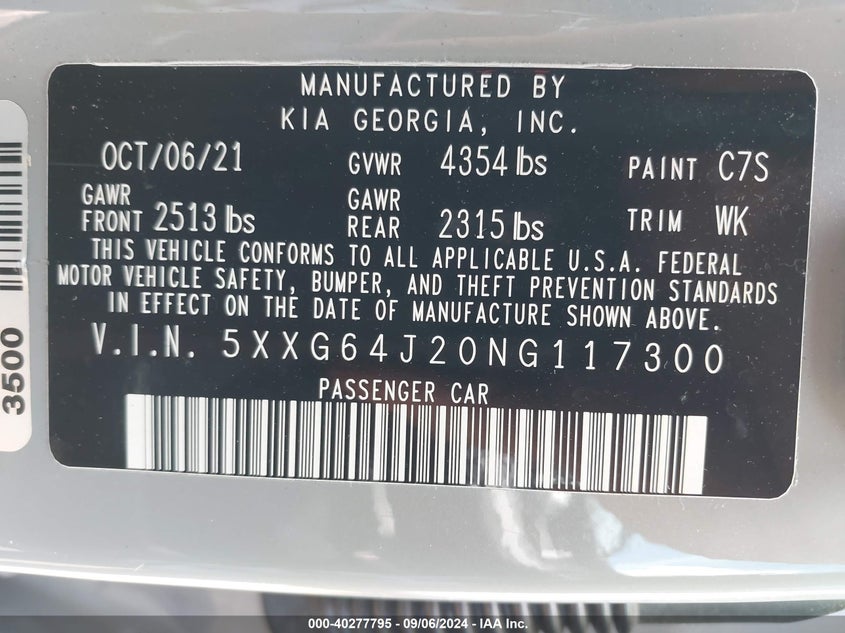 MANUFACTURED BY
KIA GEORGIA, INC.
OCT/06/21 GVWR 4354 lbs PAINT C7S
GAWR FRONT 2513 lbs GAWR REAR 2315 lbs TRIM WK
THIS VEHICLE CONFORMS TO ALL APPLICABLE U.S.A. FEDERAL
MOTOR VEHICLE SAFETY, BUMPER, AND THEFT PREVENTION STANDARDS
IN EFFECT ON THE DATE OF MANUFACTURE SHOWN ABOVE.
V.I.N. 5XXG64J20NG117300
PASSENGER CAR
3500
000-40277795 - 09/06/2024 - IAAI.com